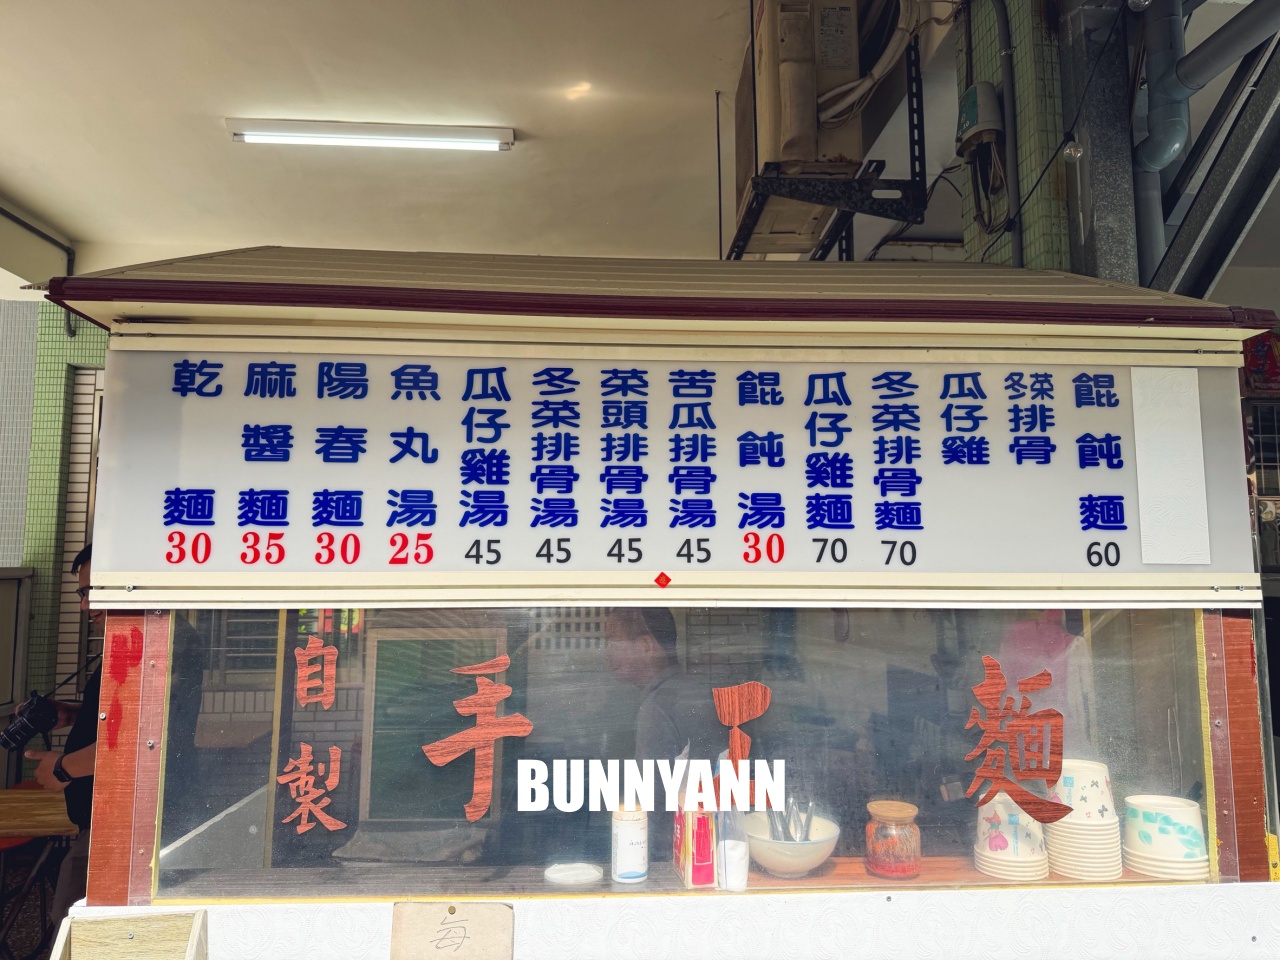 乾麵 30
麻醬麵 35
陽春麵 30
魚丸湯 25
瓜仔雞湯 45
冬菜排骨湯 45
菜頭排骨湯 45
苦瓜排骨湯 45
餛飩湯 30
瓜仔雞麵 70
冬菜排骨麵 70
瓜仔雞
冬菜排骨
餛飩麵 60
自製
手工麵
BUNNYANN
每